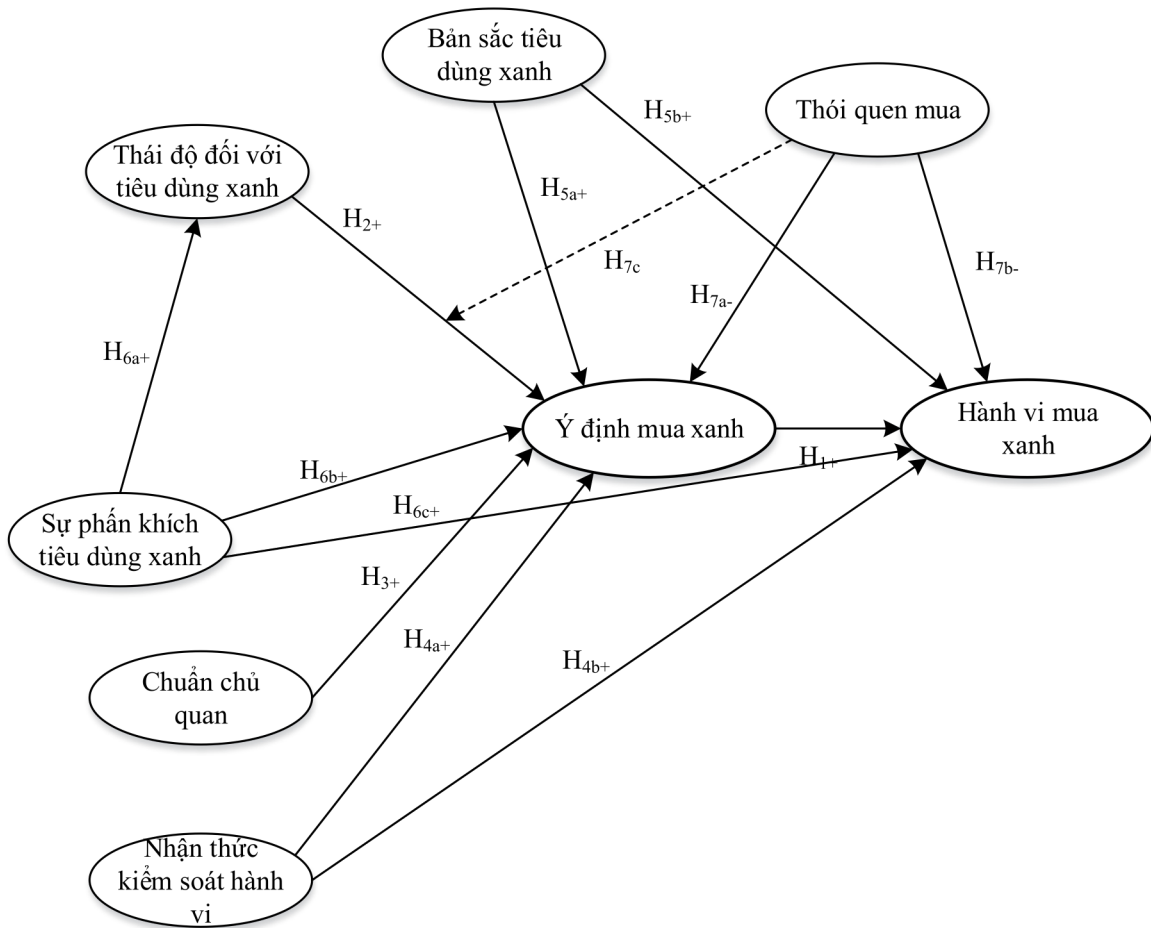 Bản sắc tiêu
dùng xanh
Thói quen mua
H5b+
Thái độ đối với
tiêu dùng xanh
H5a+
H2+
H7c
H7b-
H7a-
H6a+
Ý định mua xanh
Hành vi mua
xanh
H6b+
H1+
Sự phấn khích
tiêu dùng xanh
H6c+
H3+
H4a+
H4b+
Chuẩn chủ
quan
Nhận thức
kiểm soát hành
vi